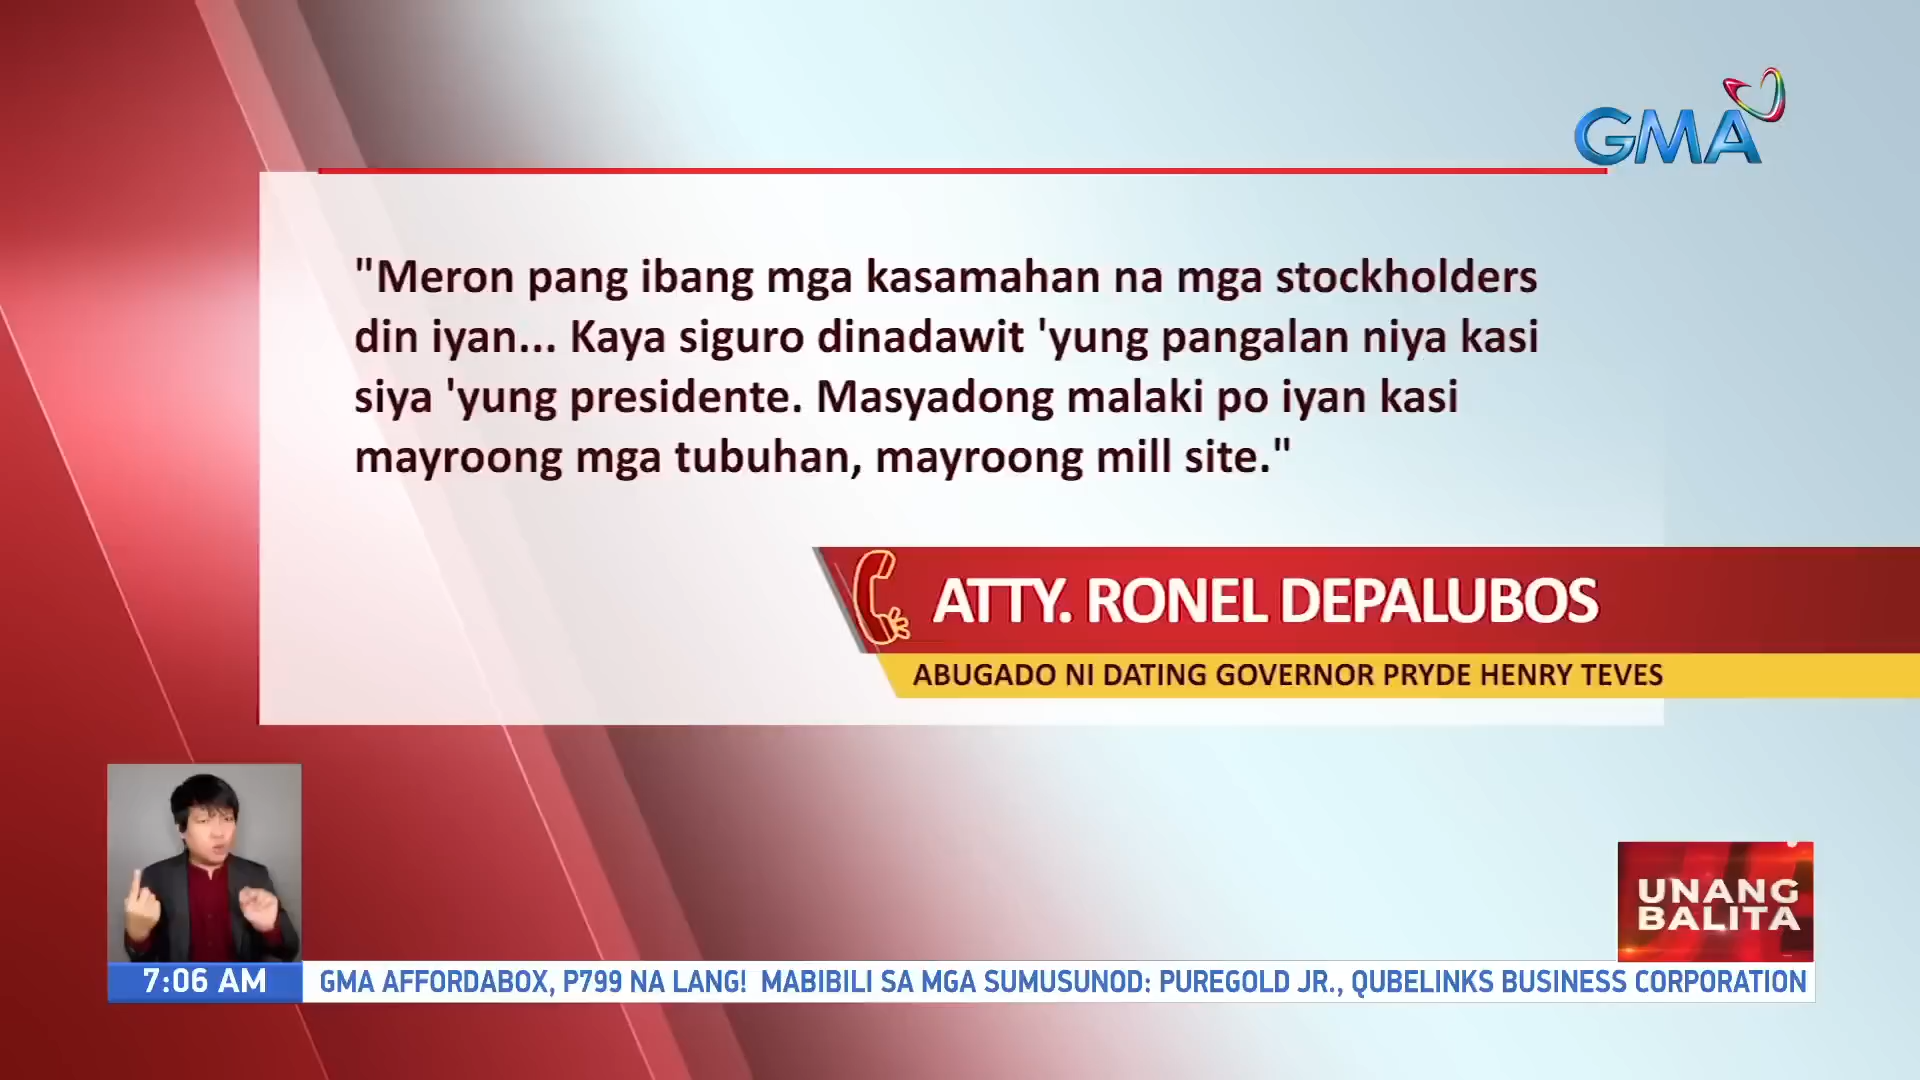 GMA
"Meron pang ibang mga kasamahan na mga stockholders
din iyan... Kaya siguro dinadawit 'yung pangalan niya kasi
siya 'yung presidente. Masyadong malaki po iyan kasi
mayroong mga tubuhan, mayroong mill site."
ATTY. RONEL DEPALUBOS
ABUGADO NI DATING GOVERNOR PRYDE HENRY TEVES
UNANG
BALITA
7:06 AM
GMA AFFORDABOX, P799 NA LANG! MABIBILI SA MGA SUMUSUNOD: PUREGOLD JR., QUBELINKS BUSINESS CORPORATION